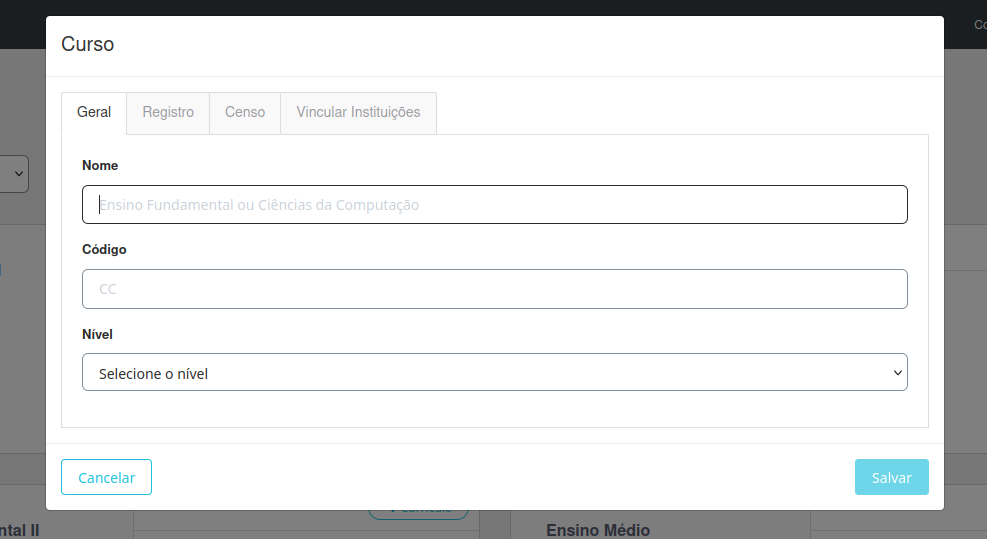 Co
Curso
Geral
Registro
Censo
Vincular Instituições
Nome
Ensino Fundamental ou Ciências da Computação
Código
CC
Nível
Selecione o nível
Cancelar
Salvar
ntal II
Ensino Médio